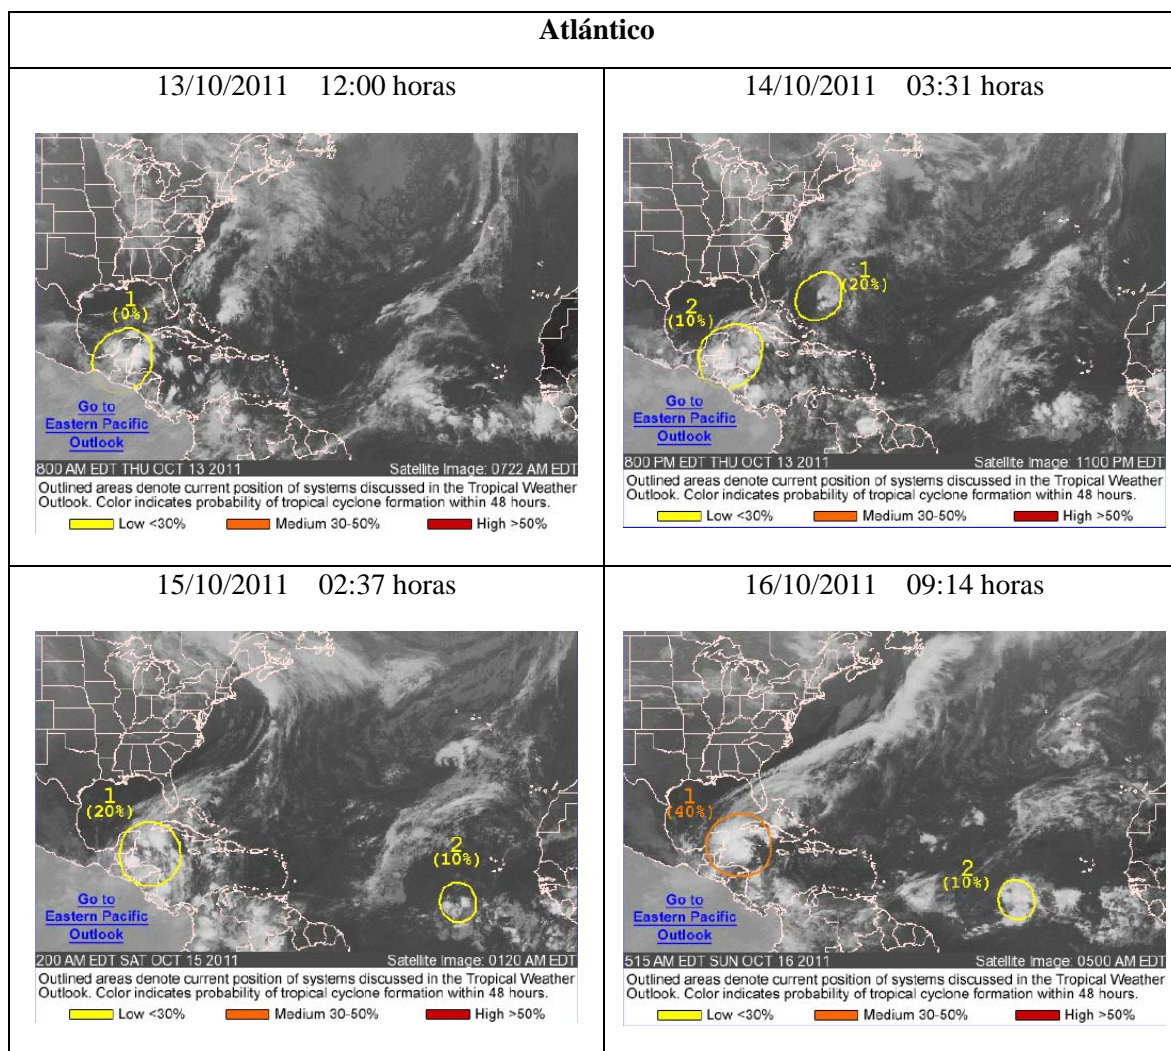 Atlántico
13/10/2011 12:00 horas
1
(0%)
Go to
Eastern Pacific
Outlook
800 AM EDT THU OCT 13 2011 Satellite Image: 0722 AM EDT
Outlined areas denote current position of systems discussed in the Tropical Weather
Outlook. Color indicates probability of tropical cyclone formation within 48 hours.
Low <30% Medium 30-50% High >50%
14/10/2011 03:31 horas
1
(20%)
2
(10%)
Go to
Eastern Pacific
Outlook
800 PM EDT THU OCT 13 2011 Satellite Image: 1100 PM EDT
Outlined areas denote current position of systems discussed in the Tropical Weather
Outlook. Color indicates probability of tropical cyclone formation within 48 hours.
Low <30% Medium 30-50% High >50%
15/10/2011 02:37 horas
1
(20%)
2
(10%)
Go to
Eastern Pacific
Outlook
200 AM EDT SAT OCT 15 2011 Satellite Image: 0120 AM EDT
Outlined areas denote current position of systems discussed in the Tropical Weather
Outlook. Color indicates probability of tropical cyclone formation within 48 hours.
Low <30% Medium 30-50% High >50%
16/10/2011 09:14 horas
1
(40%)
2
(10%)
Go to
Eastern Pacific
Outlook
515 AM EDT SUN OCT 16 2011 Satellite Image: 0500 AM EDT
Outlined areas denote current position of systems discussed in the Tropical Weather
Outlook. Color indicates probability of tropical cyclone formation within 48 hours.
Low <30% Medium 30-50% High >50%